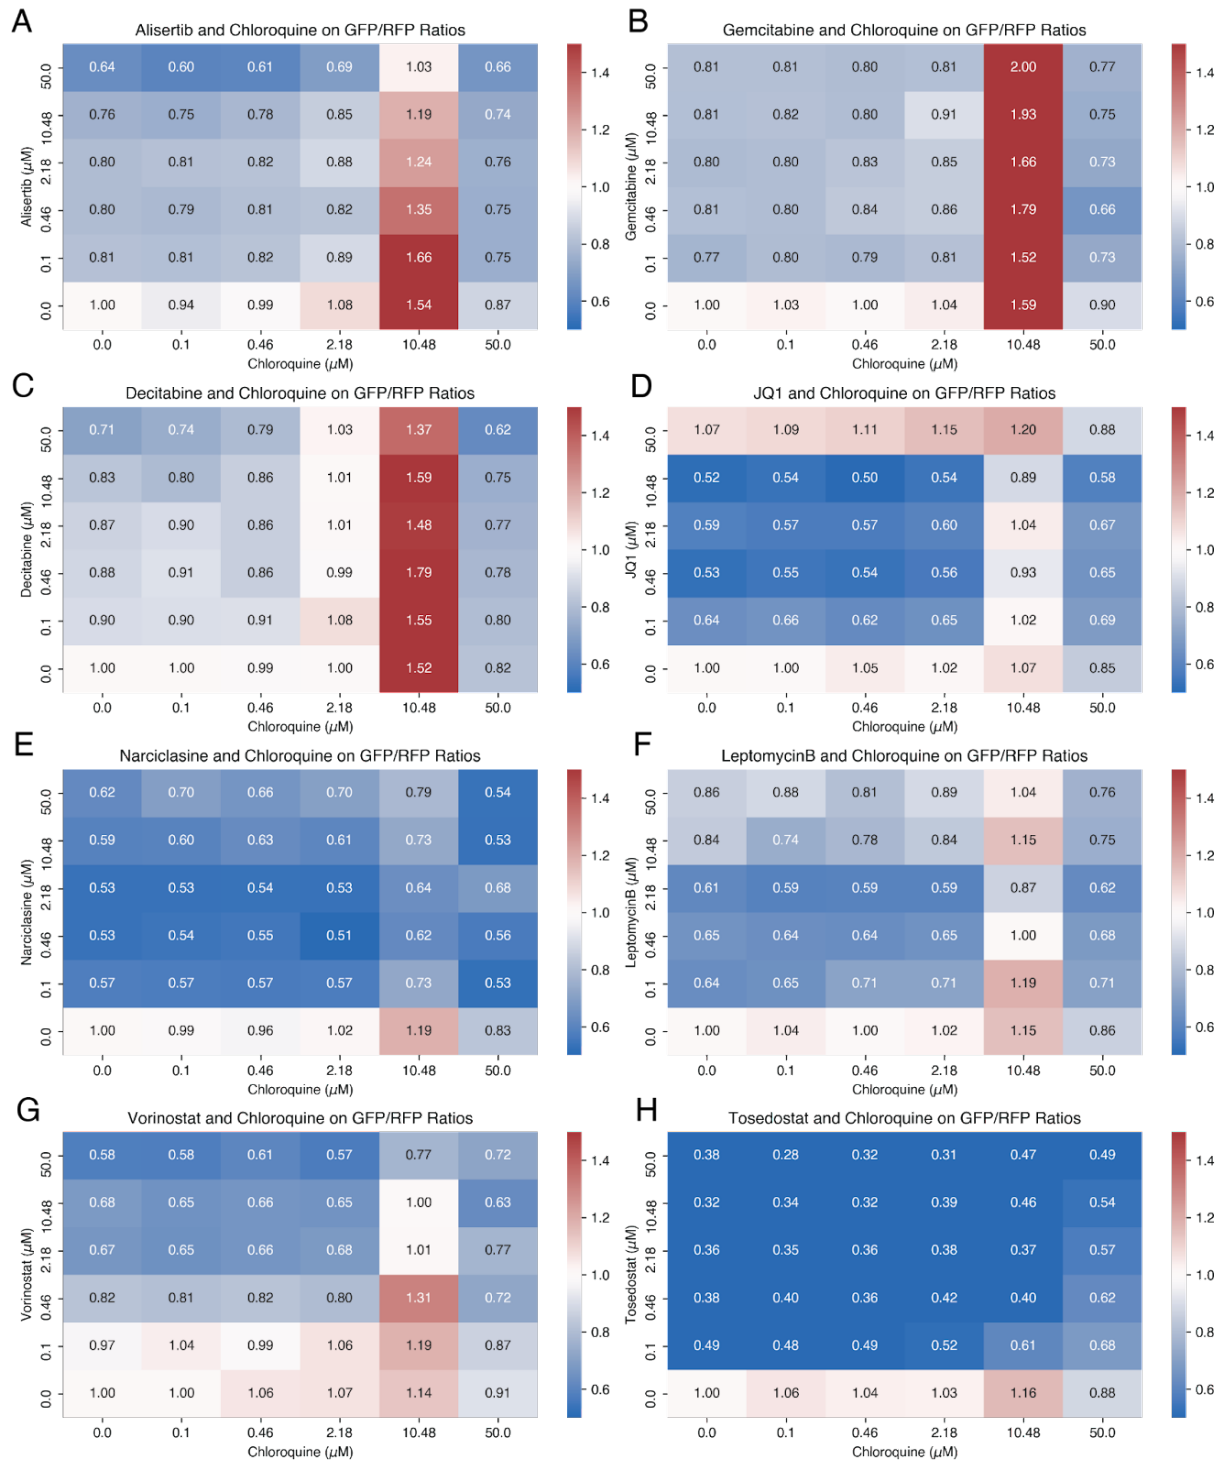 A
Alisertib and Chloroquine on GFP/RFP Ratios
Alisertib (µM)
50.0 0.64 0.60 0.61 0.69 1.03 0.66
10.48 0.76 0.75 0.78 0.85 1.19 0.74
2.18 0.80 0.81 0.82 0.88 1.24 0.76
0.46 0.80 0.79 0.81 0.82 1.35 0.75
0.1 0.81 0.81 0.82 0.89 1.66 0.75
0.0 1.00 0.94 0.99 1.08 1.54 0.87
0.0 0.1 0.46 2.18 10.48 50.0
Chloroquine (µM)
1.4
1.2
1.0
0.8
0.6
B
Gemcitabine and Chloroquine on GFP/RFP Ratios
Gemcitabine (µM)
50.0 0.81 0.81 0.80 0.81 2.00 0.77
10.48 0.81 0.82 0.80 0.91 1.93 0.75
2.18 0.80 0.80 0.83 0.85 1.66 0.73
0.46 0.81 0.80 0.84 0.86 1.79 0.66
0.1 0.77 0.80 0.79 0.81 1.52 0.73
0.0 1.00 1.03 1.00 1.04 1.59 0.90
0.0 0.1 0.46 2.18 10.48 50.0
Chloroquine (µM)
1.4
1.2
1.0
0.8
0.6
C
Decitabine and Chloroquine on GFP/RFP Ratios
Decitabine (µM)
50.0 0.71 0.74 0.79 1.03 1.37 0.62
10.48 0.83 0.80 0.86 1.01 1.59 0.75
2.18 0.87 0.90 0.86 1.01 1.48 0.77
0.46 0.88 0.91 0.86 0.99 1.79 0.78
0.1 0.90 0.90 0.91 1.08 1.55 0.80
0.0 1.00 1.00 0.99 1.00 1.52 0.82
0.0 0.1 0.46 2.18 10.48 50.0
Chloroquine (µM)
1.4
1.2
1.0
0.8
0.6
D
JQ1 and Chloroquine on GFP/RFP Ratios
JQ1 (µM)
50.0 1.07 1.09 1.11 1.15 1.20 0.88
10.48 0.52 0.54 0.50 0.54 0.89 0.58
2.18 0.59 0.57 0.57 0.60 1.04 0.67
0.46 0.53 0.55 0.54 0.56 0.93 0.65
0.1 0.64 0.66 0.62 0.65 1.02 0.69
0.0 1.00 1.00 1.05 1.02 1.07 0.85
0.0 0.1 0.46 2.18 10.48 50.0
Chloroquine (µM)
1.4
1.2
1.0
0.8
0.6
E
Narciclasine and Chloroquine on GFP/RFP Ratios
Narciclasine (µM)
50.0 0.62 0.70 0.66 0.70 0.79 0.54
10.48 0.59 0.60 0.63 0.61 0.73 0.53
2.18 0.53 0.53 0.54 0.53 0.64 0.68
0.46 0.53 0.54 0.55 0.51 0.62 0.56
0.1 0.57 0.57 0.57 0.57 0.73 0.53
0.0 1.00 0.99 0.96 1.02 1.19 0.83
0.0 0.1 0.46 2.18 10.48 50.0
Chloroquine (µM)
1.4
1.2
1.0
0.8
0.6
F
LeptomycinB and Chloroquine on GFP/RFP Ratios
LeptomycinB (µM)
50.0 0.86 0.88 0.81 0.89 1.04 0.76
10.48 0.84 0.74 0.78 0.84 1.15 0.75
2.18 0.61 0.59 0.59 0.59 0.87 0.62
0.46 0.65 0.64 0.64 0.65 1.00 0.68
0.1 0.64 0.65 0.71 0.71 1.19 0.71
0.0 1.00 1.04 1.00 1.02 1.15 0.86
0.0 0.1 0.46 2.18 10.48 50.0
Chloroquine (µM)
1.4
1.2
1.0
0.8
0.6
G
Vorinostat and Chloroquine on GFP/RFP Ratios
Vorinostat (µM)
50.0 0.58 0.58 0.61 0.57 0.77 0.72
10.48 0.68 0.65 0.66 0.65 1.00 0.63
2.18 0.67 0.65 0.66 0.68 1.01 0.77
0.46 0.82 0.81 0.82 0.80 1.31 0.72
0.1 0.97 1.04 0.99 1.06 1.19 0.87
0.0 1.00 1.00 1.06 1.07 1.14 0.91
0.0 0.1 0.46 2.18 10.48 50.0
Chloroquine (µM)
1.4
1.2
1.0
0.8
0.6
H
Tosedostat and Chloroquine on GFP/RFP Ratios
Tosedostat (µM)
50.0 0.38 0.28 0.32 0.31 0.47 0.49
10.48 0.32 0.34 0.32 0.39 0.46 0.54
2.18 0.36 0.35 0.36 0.38 0.37 0.57
0.46 0.38 0.40 0.36 0.42 0.40 0.62
0.1 0.49 0.48 0.49 0.52 0.61 0.68
0.0 1.00 1.06 1.04 1.03 1.16 0.88
0.0 0.1 0.46 2.18 10.48 50.0
Chloroquine (µM)
1.4
1.2
1.0
0.8
0.6